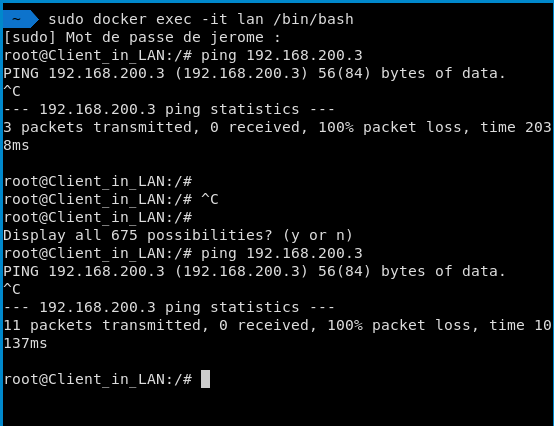 ~ sudo docker exec -it lan /bin/bash
[sudo] Mot de passe de jerome :
root@Client_in_LAN:/# ping 192.168.200.3
PING 192.168.200.3 (192.168.200.3) 56(84) bytes of data.
^C
--- 192.168.200.3 ping statistics ---
3 packets transmitted, 0 received, 100% packet loss, time 203
8ms
root@Client_in_LAN:/#
root@Client_in_LAN:/# ^C
root@Client_in_LAN:/#
Display all 675 possibilities? (y or n)
root@Client_in_LAN:/# ping 192.168.200.3
PING 192.168.200.3 (192.168.200.3) 56(84) bytes of data.
^C
--- 192.168.200.3 ping statistics ---
11 packets transmitted, 0 received, 100% packet loss, time 10
137ms
root@Client_in_LAN:/#